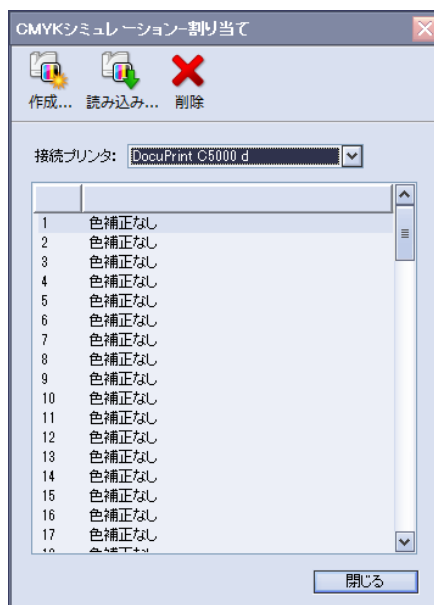 CMYKシミュレーション-割り当て
作成... 読み込み... 削除
接続プリンタ: DocuPrint C5000 d
1 色補正なし
2 色補正なし
3 色補正なし
4 色補正なし
5 色補正なし
6 色補正なし
7 色補正なし
8 色補正なし
9 色補正なし
10 色補正なし
11 色補正なし
12 色補正なし
13 色補正なし
14 色補正なし
15 色補正なし
16 色補正なし
17 色補正なし
閉じる